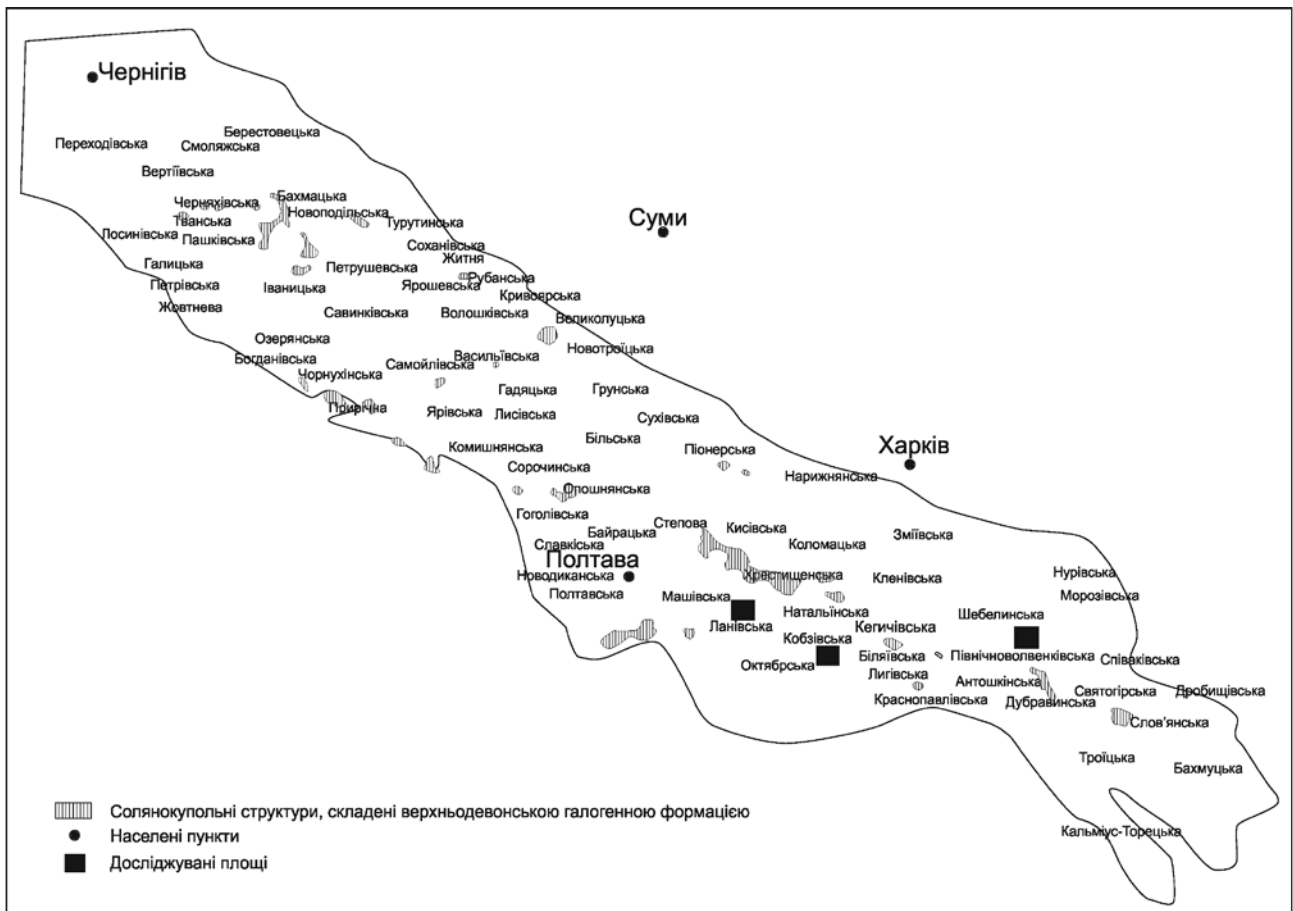 Чернігів
Берестовецька
Переходівська
Смоляжська
Вертіївська
Бахмацька
Черняхівська
Новоподільська
Тванська
Турутинська
Суми
Лосинівська
Пашківська
Соханівська
Житня
Галицька
Петрушевська
Рубанська
Петрівська
Іваницька
Ярошевська
Кривоярська
Жовтнева
Савинківська
Волошківська
Великолуцька
Озерянська
Новотроїцька
Богданівська
Васильївська
Самойлівська
Чорнухінська
Гадяцька
Грунська
Прирічна
Ярівська
Лисівська
Сухівська
Більська
Харків
Комишнянська
Піонерська
Сорочинська
Нарижнянська
Опошнянська
Гоголівська
Степова
Кисівська
Байрацька
Зміївська
Славкіська
Коломацька
Полтава
Новодиканська
Хрестищенська
Кленівська
Нурівська
Полтавська
Машівська
Морозівська
Натальїнська
Шебелинська
Ланівська
Кегичівська
Кобзівська
Октябрська
Біляївська
Північноволвенківська
Співаківська
Лигівська
Антошкінська
Святогірська
Дробищівська
Краснопавлівська
Дубравинська
Слов'янська
Троїцька
Бахмуцька
Кальміус-Торецька
Солянокупольні структури, складені верхньодевонською галогенною формацією
Населені пункти
Досліджувані площі